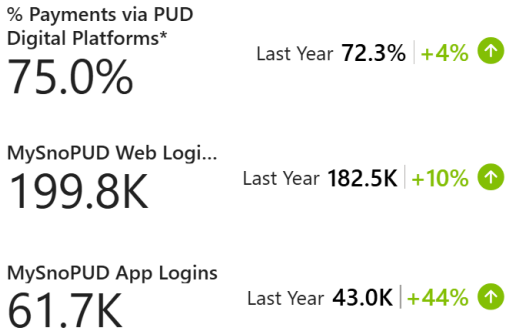 % Payments via PUD
Digital Platforms*
75.0%
Last Year 72.3% +4%
MySnoPUD Web Logi...
199.8K
Last Year 182.5K +10%
MySnoPUD App Logins
61.7K
Last Year 43.0K +44%